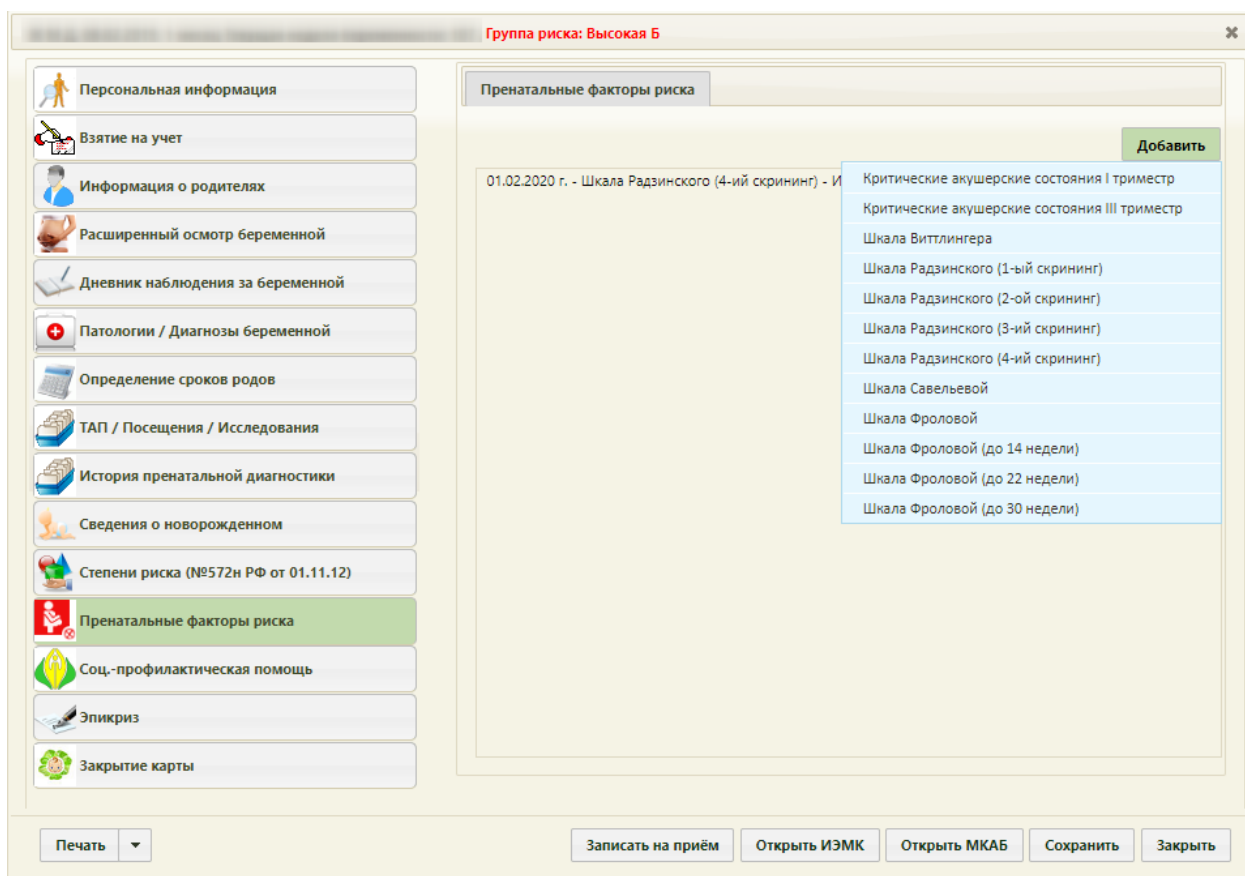 Группа риска: Высокая Б
Персональная информация
Взятие на учет
Информация о родителях
Расширенный осмотр беременной
Дневник наблюдения за беременной
Патологии / Диагнозы беременной
Определение сроков родов
ТАП / Посещения / Исследования
История пренатальной диагностики
Сведения о новорожденном
Степени риска (№572н РФ от 01.11.12)
Пренатальные факторы риска
Соц.-профилактическая помощь
Эпикриз
Закрытие карты
Пренатальные факторы риска
Добавить
01.02.2020 г. - Шкала Радзинского (4-ий скрининг) - И
Критические акушерские состояния I триместр
Критические акушерские состояния III триместр
Шкала Виттлингера
Шкала Радзинского (1-ый скрининг)
Шкала Радзинского (2-ой скрининг)
Шкала Радзинского (3-ий скрининг)
Шкала Радзинского (4-ий скрининг)
Шкала Савельевой
Шкала Фроловой
Шкала Фроловой (до 14 недели)
Шкала Фроловой (до 22 недели)
Шкала Фроловой (до 30 недели)
Печать
Записать на приём
Открыть ИЭМК
Открыть МКАБ
Сохранить
Закрыть